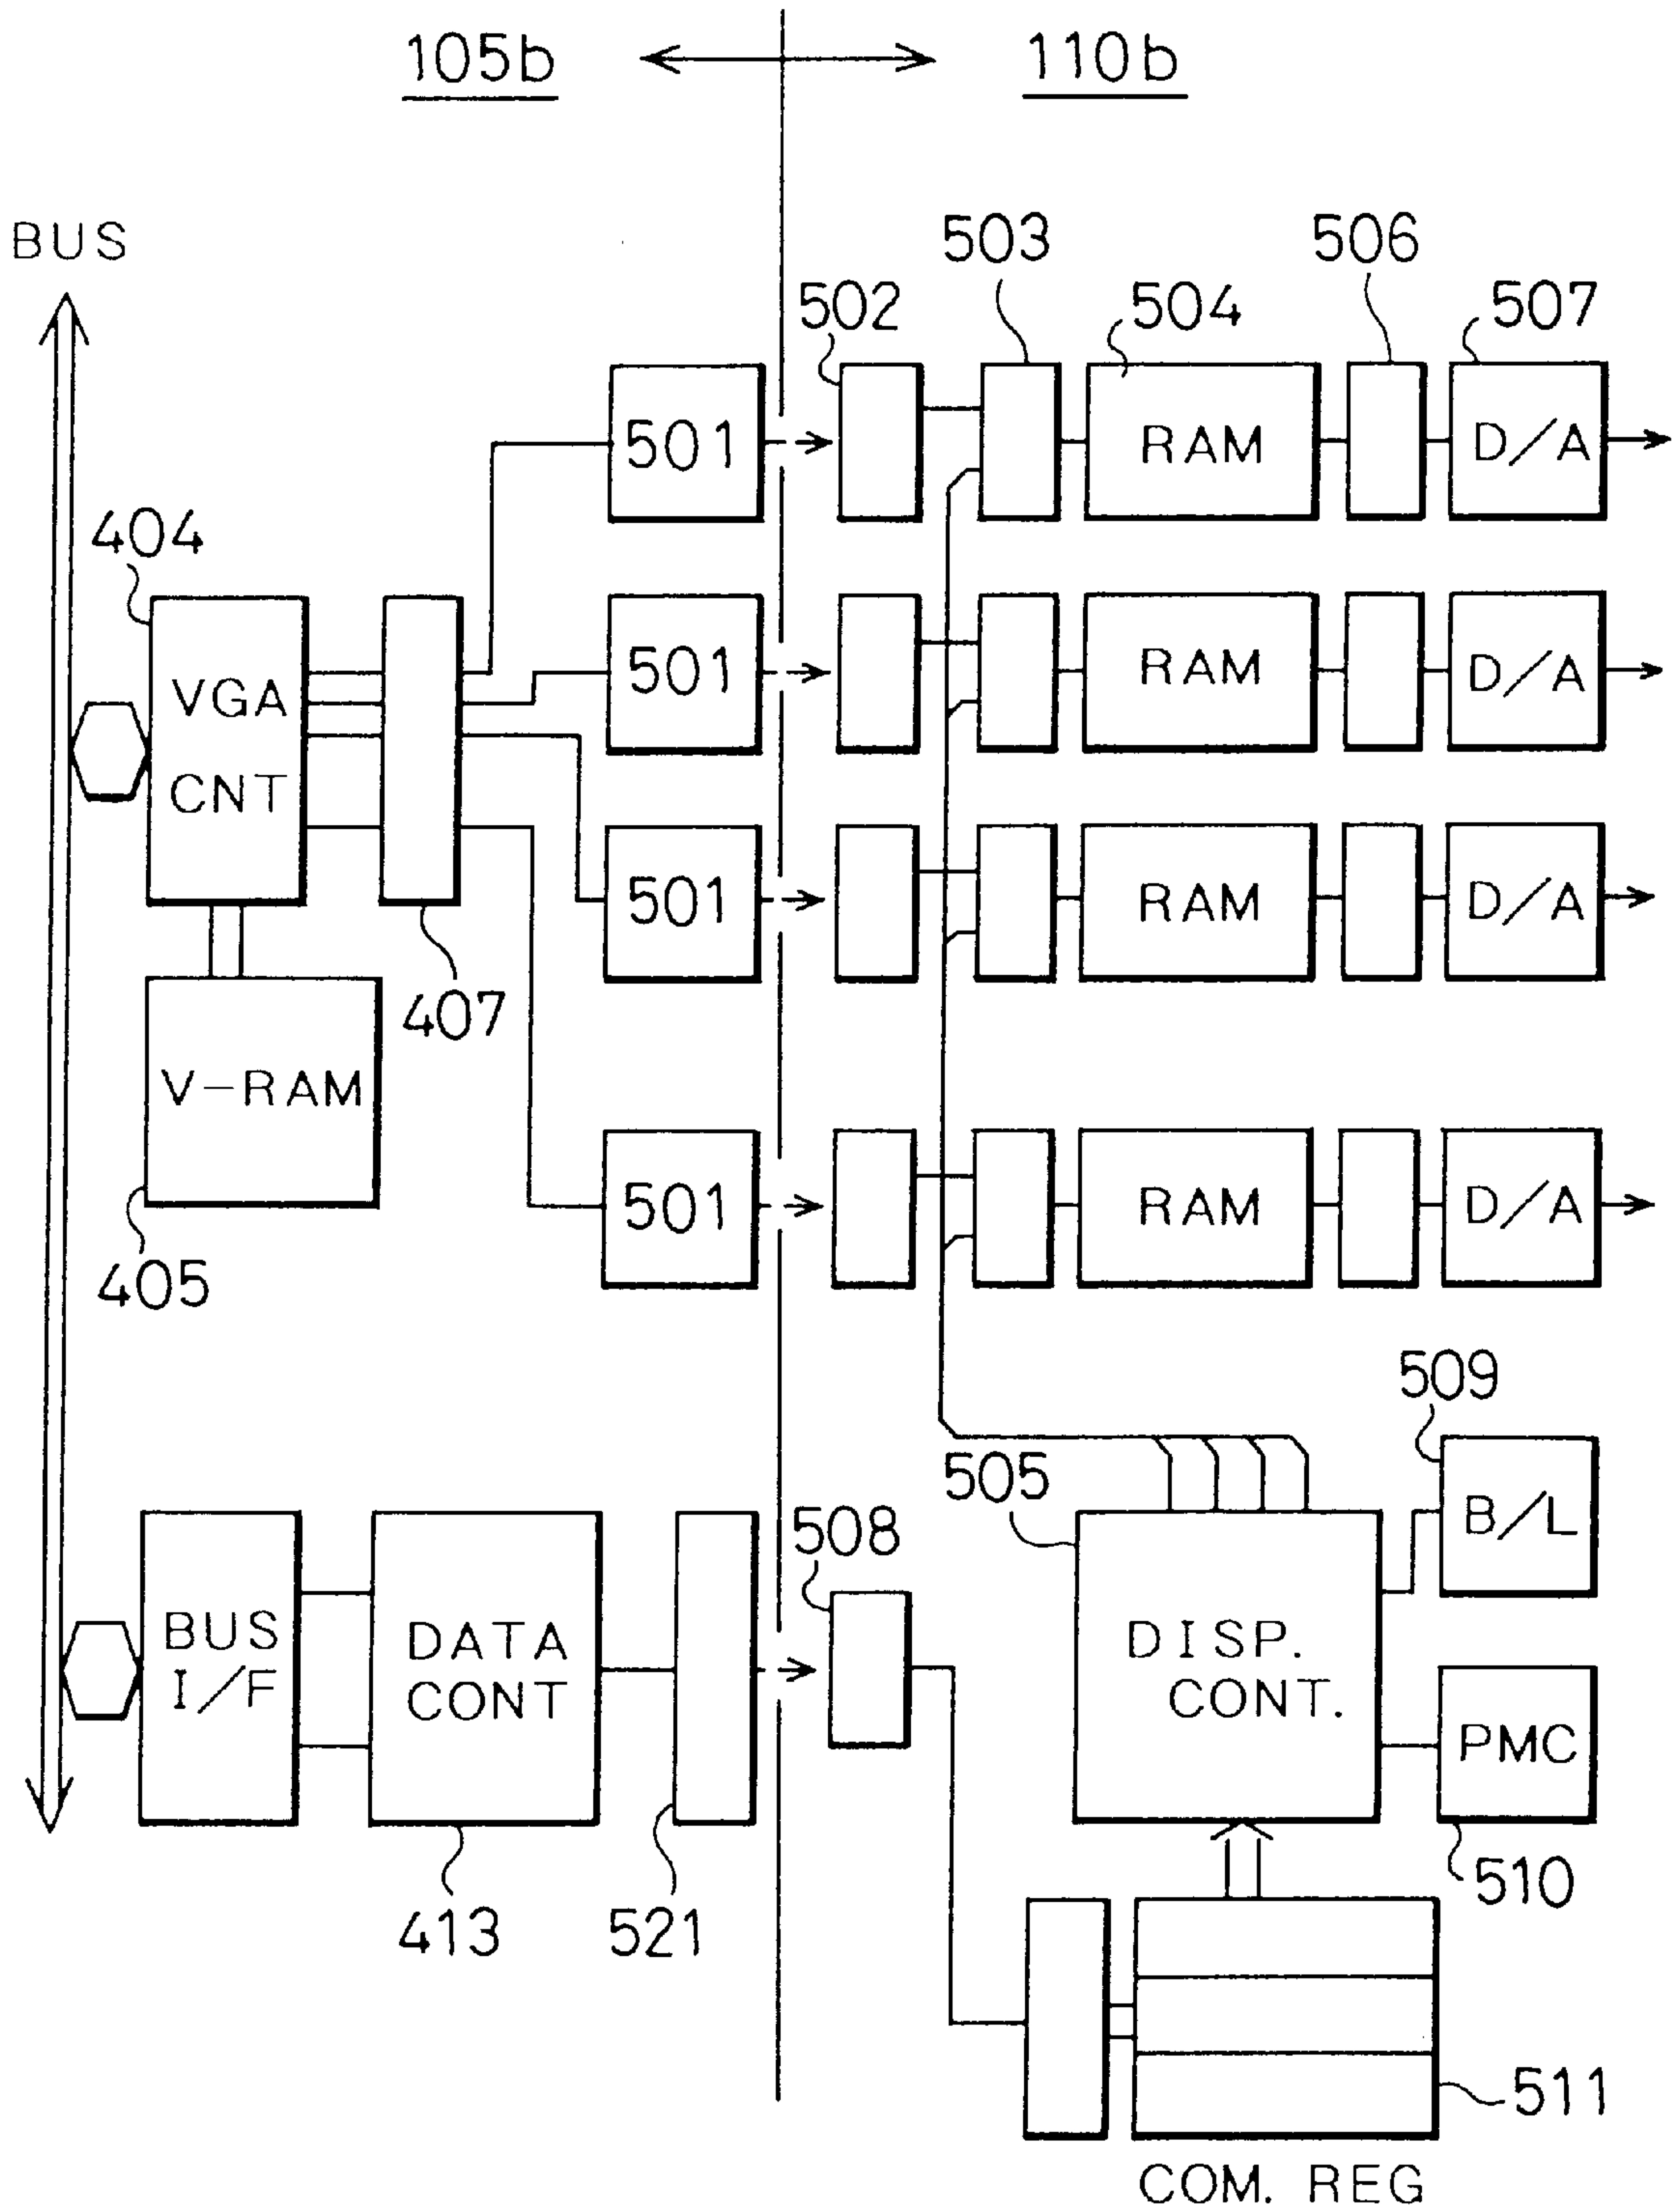 105b
110b
BUS
503
506
502
504
507
501
RAM
D/A
404
501
RAM
D/A
VGA
CNT
501
RAM
D/A
407
V-RAM
501
RAM
D/A
405
509
505
B/L
508
BUS
I/F
DATA
CONT
DISP.
CONT.
PMC
510
413
521
511
COM. REG